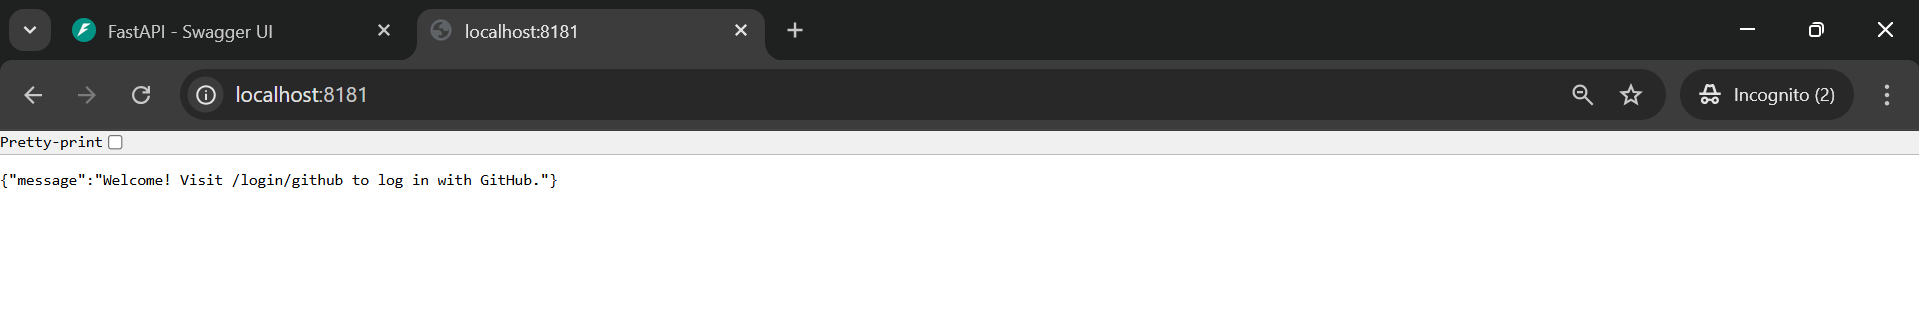 FastAPI - Swagger UI
localhost:8181
localhost:8181
Incognito (2)
Pretty-print
{"message":"Welcome! Visit /login/github to log in with GitHub."}